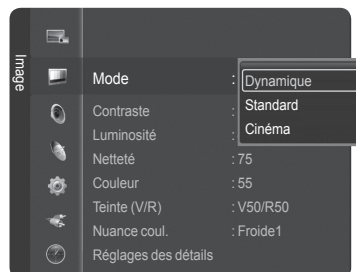 Image
Mode : Dynamique
Standard
Contraste :
Cinéma
Luminosité :
Netteté : 75
Couleur : 55
Teinte (V/R) : V50/R50
Nuance coul. : Froide1
Réglages des détails